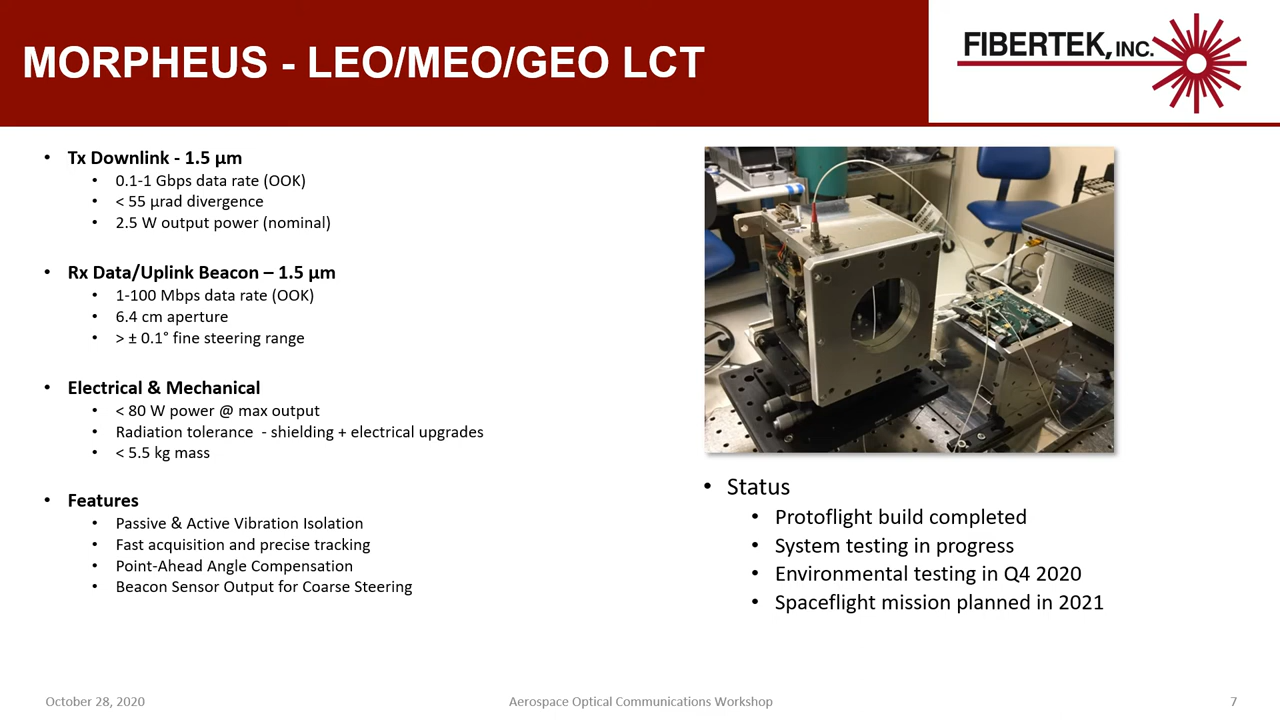 MORPHEUS - LEO/MEO/GEO LCT
FIBERTEK, INC.
• Tx Downlink - 1.5 µm
• 0.1-1 Gbps data rate (OOK)
• < 55 µrad divergence
• 2.5 W output power (nominal)
• Rx Data/Uplink Beacon – 1.5 µm
• 1-100 Mbps data rate (OOK)
• 6.4 cm aperture
• > ± 0.1° fine steering range
• Electrical & Mechanical
• < 80 W power @ max output
• Radiation tolerance  - shielding + electrical upgrades
• < 5.5 kg mass
• Features
• Passive & Active Vibration Isolation
• Fast acquisition and precise tracking
• Point-Ahead Angle Compensation
• Beacon Sensor Output for Coarse Steering
• Status
• Protoflight build completed
• System testing in progress
• Environmental testing in Q4 2020
• Spaceflight mission planned in 2021
October 28, 2020
Aerospace Optical Communications Workshop
7